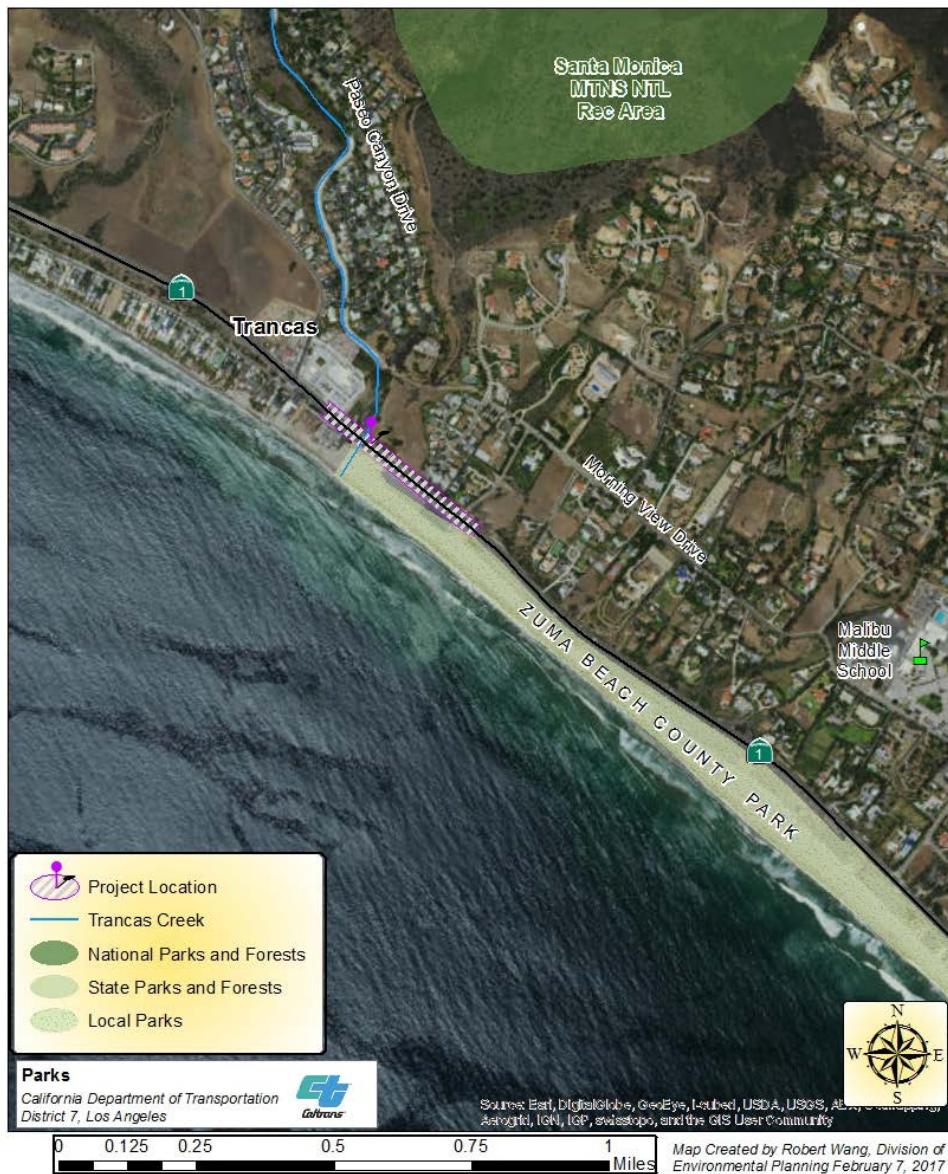 Santa Monica
MTNS NTL
Rec Area
Paseo Canyon Drive
1
Trancas
Morning View Drive
ZUMA BEACH COUNTY PARK
Malibu
Middle
School
1
Project Location
Trancas Creek
National Parks and Forests
State Parks and Forests
Local Parks
N
W E
S
Parks
California Department of Transportation
District 7, Los Angeles
Caltrans
Source: Esri, DigitalGlobe, GeoEye, i-cubed, USDA, USGS,
Aerogrid, IGN, IGP, swisstopo, and the GIS User Community
0 0.125 0.25 0.5 0.75 1
Miles
Map Created by Robert Wang, Division of
Environmental Planning February 7, 2017